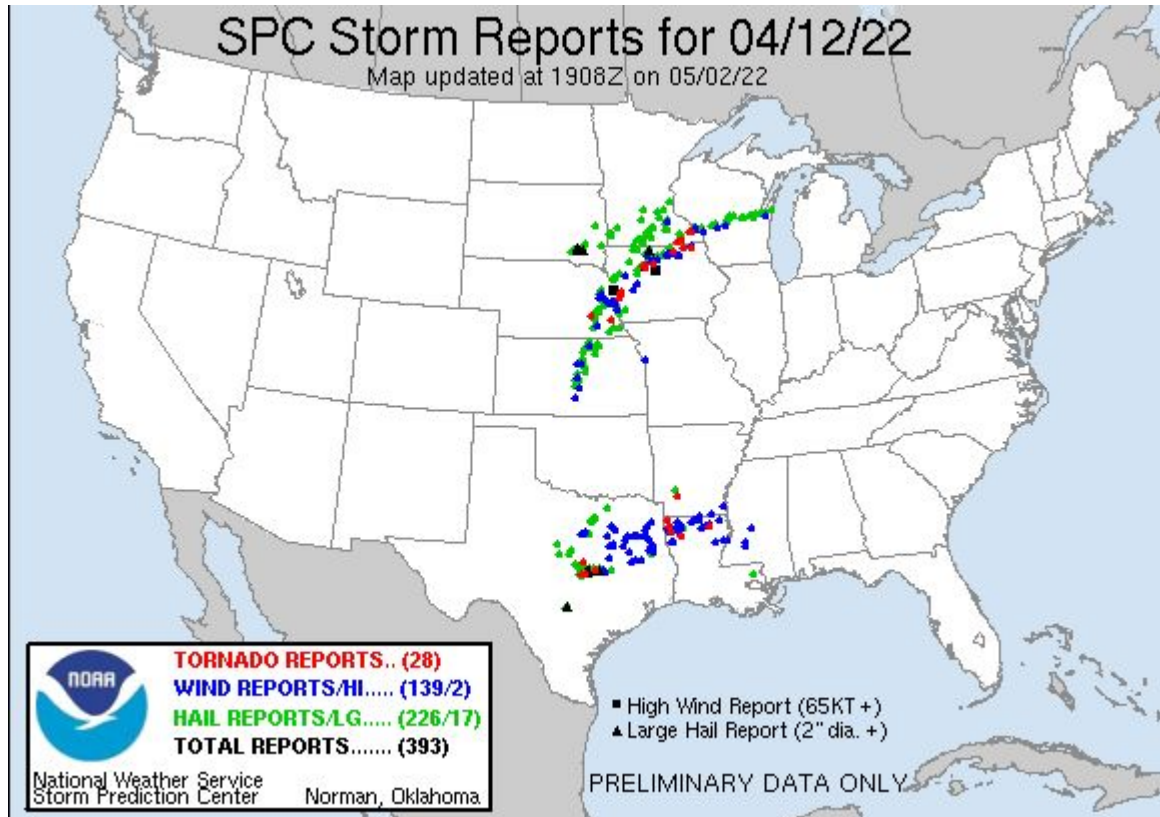 SPC Storm Reports for 04/12/22
Map updated at 1908Z on 05/02/22
NOAA
TORNADO REPORTS.. (28)
WIND REPORTS/HI..... (139/2)
HAIL REPORTS/LG..... (226/17)
TOTAL REPORTS....... (393)
National Weather Service
Storm Prediction Center Norman, Oklahoma
■ High Wind Report (65KT +)
▲ Large Hail Report (2" dia. +)
PRELIMINARY DATA ONLY